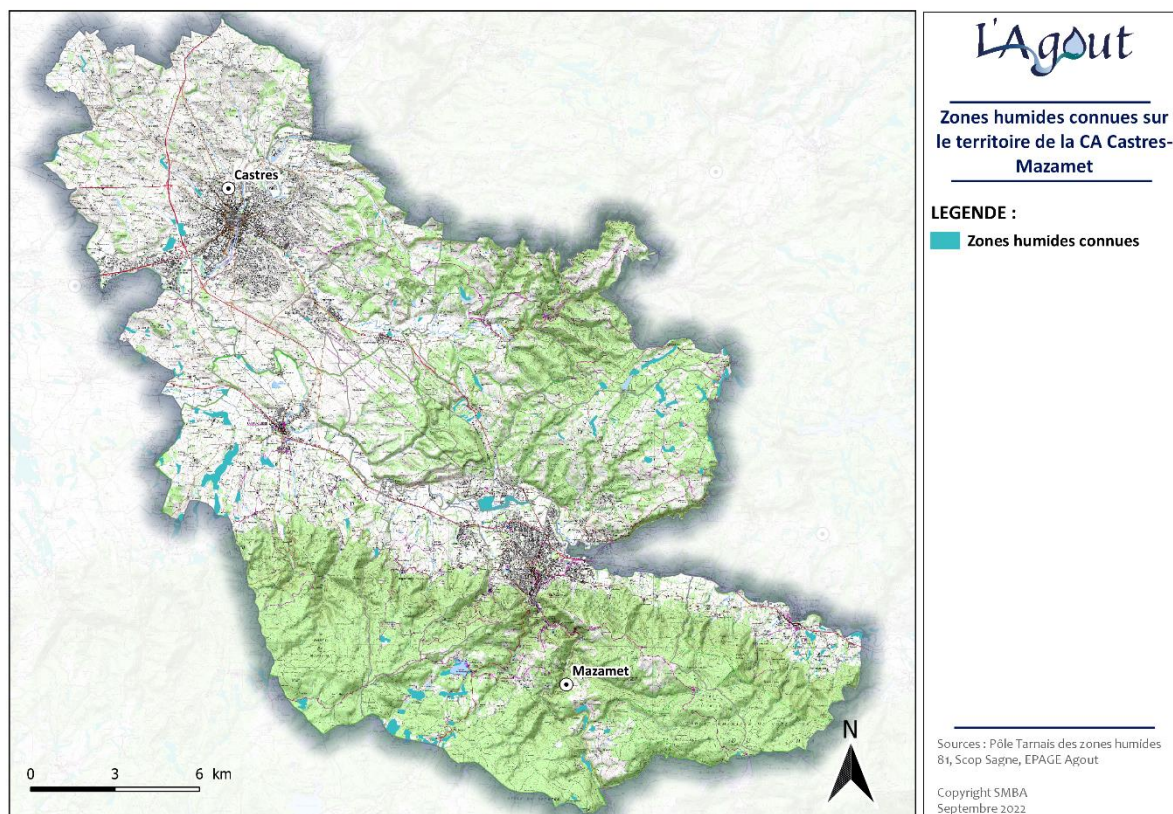 Castres
Mazamet
N
0 3 6 km
L'Agout
Zones humides connues sur
le territoire de la CA Castres-
Mazamet
LEGENDE :
Zones humides connues
Sources : Pôle Tarnais des zones humides
81, Scop Sagne, EPAGE Agout
Copyright SMBA
Septembre 2022